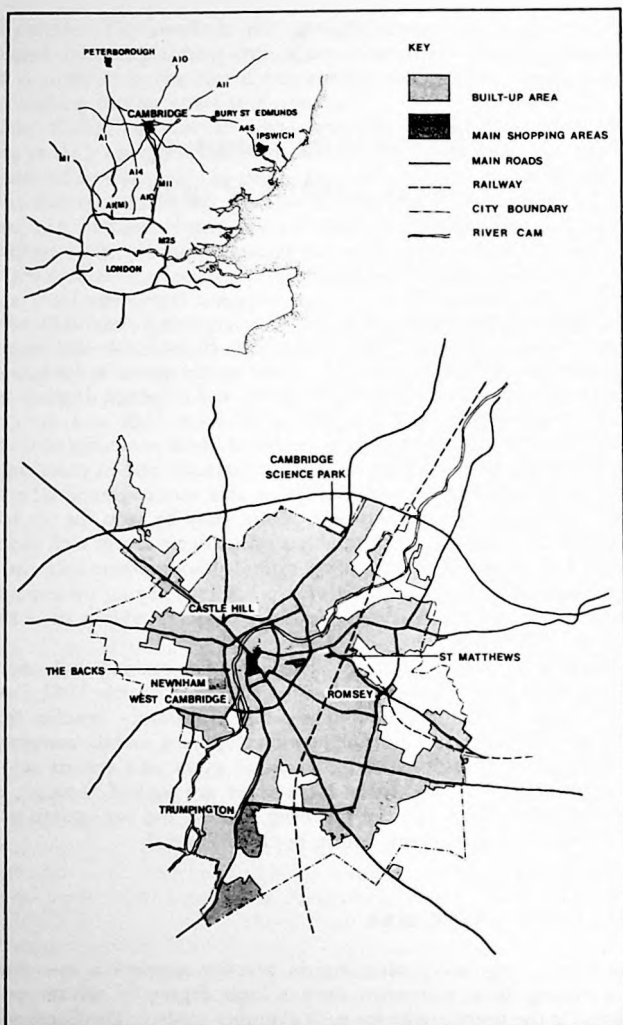 PETERBOROUGH
A10
A11
CAMBRIDGE
BURY ST EDMUNDS
A45
IPSWICH
A1
M1
A14
M11
A1(M)
A10
M25
LONDON
KEY
BUILT-UP AREA
MAIN SHOPPING AREAS
MAIN ROADS
RAILWAY
CITY BOUNDARY
RIVER CAM
CAMBRIDGE
SCIENCE PARK
CASTLE HILL
ST MATTHEWS
THE BACKS
NEWNHAM
WEST CAMBRIDGE
ROMSEY
TRUMPINGTON